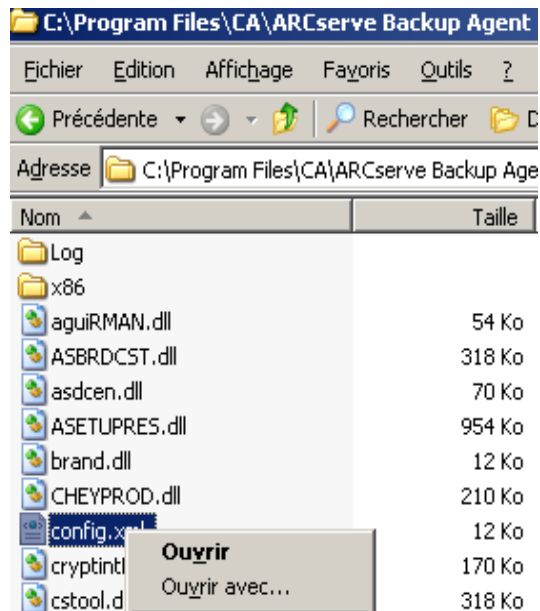 C:\Program Files\CA\ARCserve Backup Agent
Fichier Edition Affichage Favoris Outils ?
Précédente Rechercher
Adresse C:\Program Files\CA\ARCserve Backup Age
Nom Taille
Log
x86
aguiRMAN.dll 54 Ko
ASBRDCST.dll 318 Ko
asdcen.dll 70 Ko
ASETUPRES.dll 954 Ko
brand.dll 12 Ko
CHEYPROD.dll 210 Ko
config.xml 12 Ko
Ouvrir
cryptintl 170 Ko
Ouvrir avec...
cstool.d 318 Ko